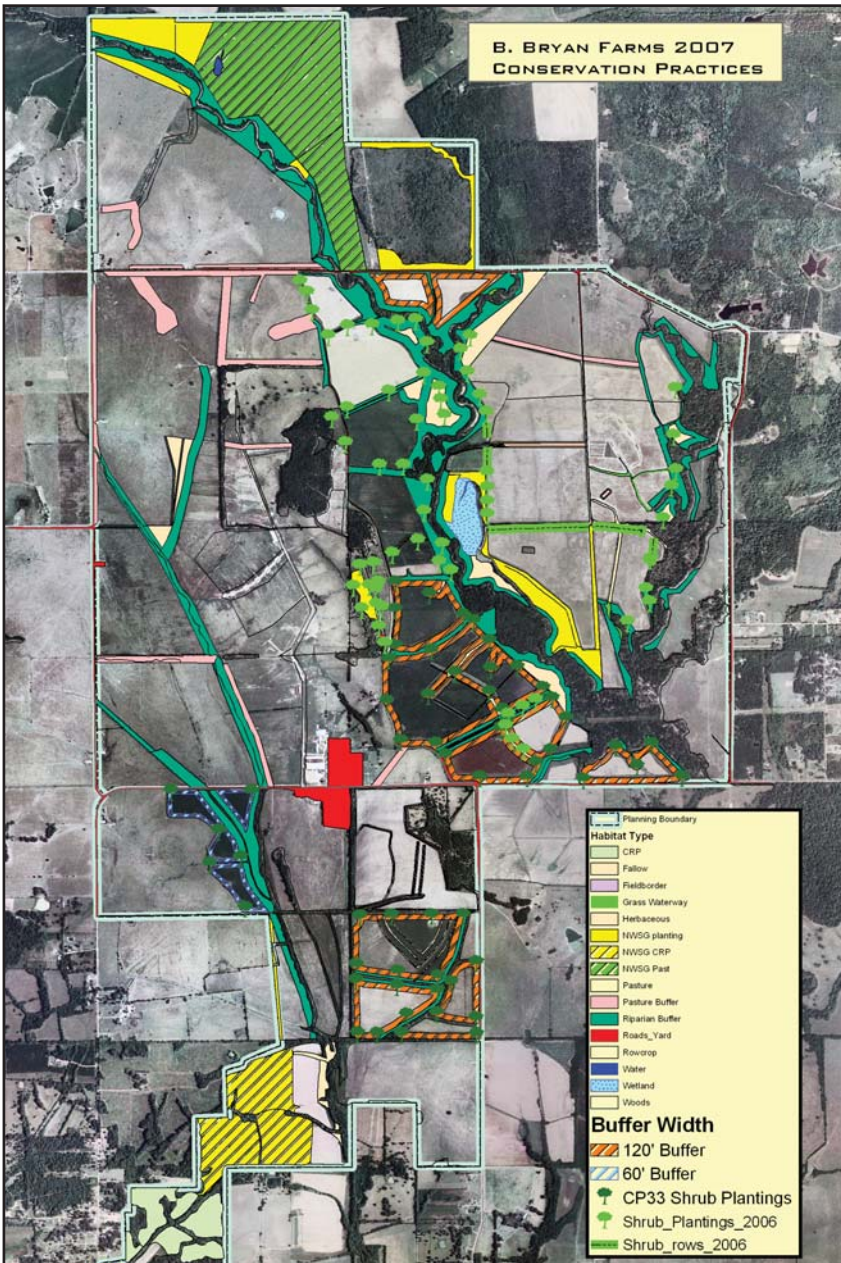 B. BRYAN FARMS 2007
CONSERVATION PRACTICES
Planning Boundary
Habitat Type
CRP
Fallow
Fieldborder
Grass Waterway
Herbaceous
NWSG planting
NWSG CRP
NWSG Past
Pasture
Pasture Buffer
Riparian Buffer
Roads_Yard
Rowcrop
Water
Wetland
Woods
Buffer Width
120' Buffer
60' Buffer
CP33 Shrub Plantings
Shrub_Plantings_2006
Shrub_rows_2006